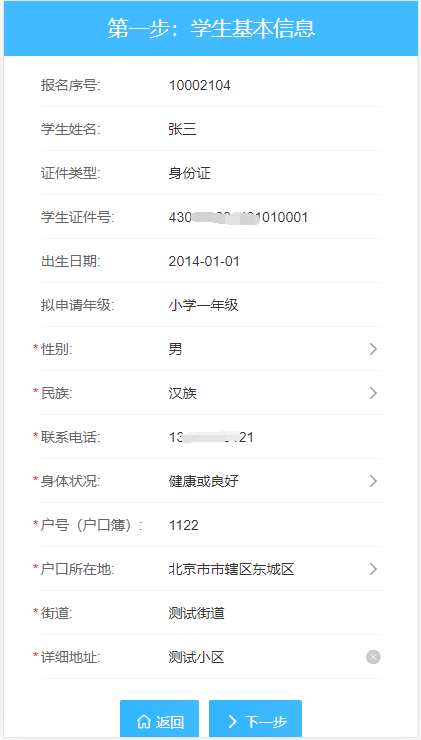 第一步：学生基本信息
报名序号: 10002104
学生姓名: 张三
证件类型: 身份证
学生证件号: 430 01010001
出生日期: 2014-01-01
拟申请年级: 小学一年级
* 性别: 男
* 民族: 汉族
* 联系电话: 13 121
* 身体状况: 健康或良好
* 户号（户口簿）: 1122
* 户口所在地: 北京市市辖区东城区
* 街道: 测试街道
* 详细地址: 测试小区
返回 下一步